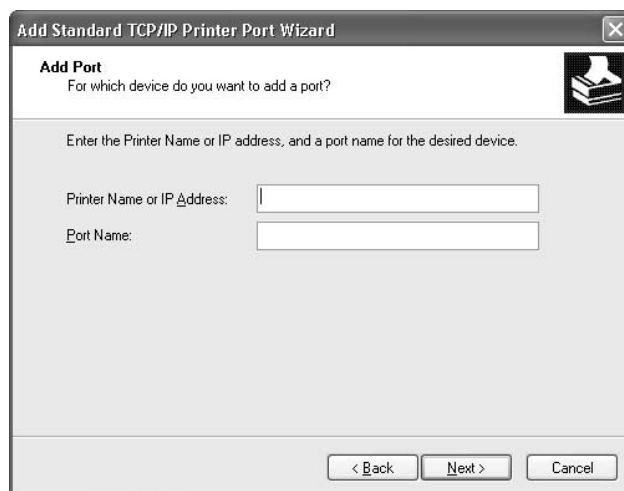 Add Standard TCP/IP Printer Port Wizard
Add Port
For which device do you want to add a port?
Enter the Printer Name or IP address, and a port name for the desired device.
Printer Name or IP Address:
Port Name:
< Back Next > Cancel